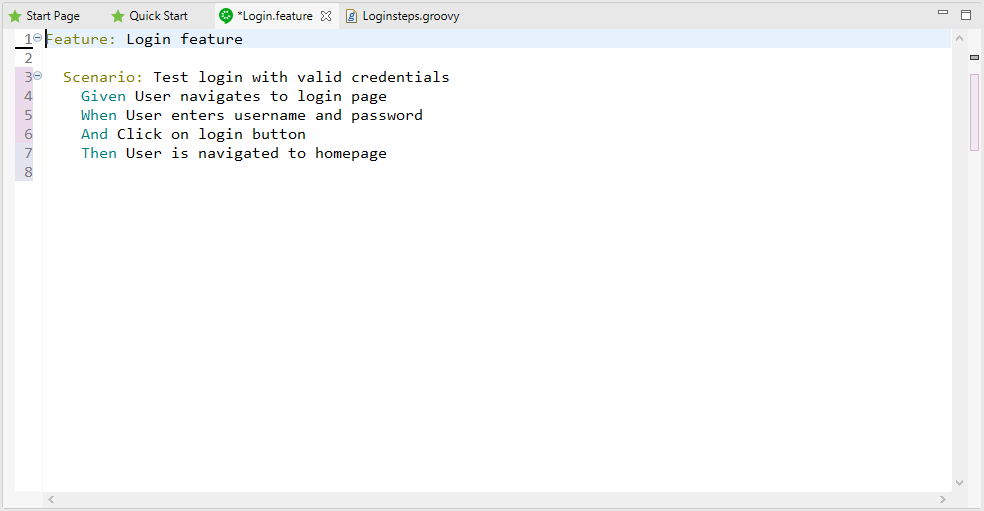 Start Page Quick Start *Login.feature Loginsteps.groovy
1 Feature: Login feature
2
3 Scenario: Test login with valid credentials
4 Given User navigates to login page
5 When User enters username and password
6 And Click on login button
7 Then User is navigated to homepage
8